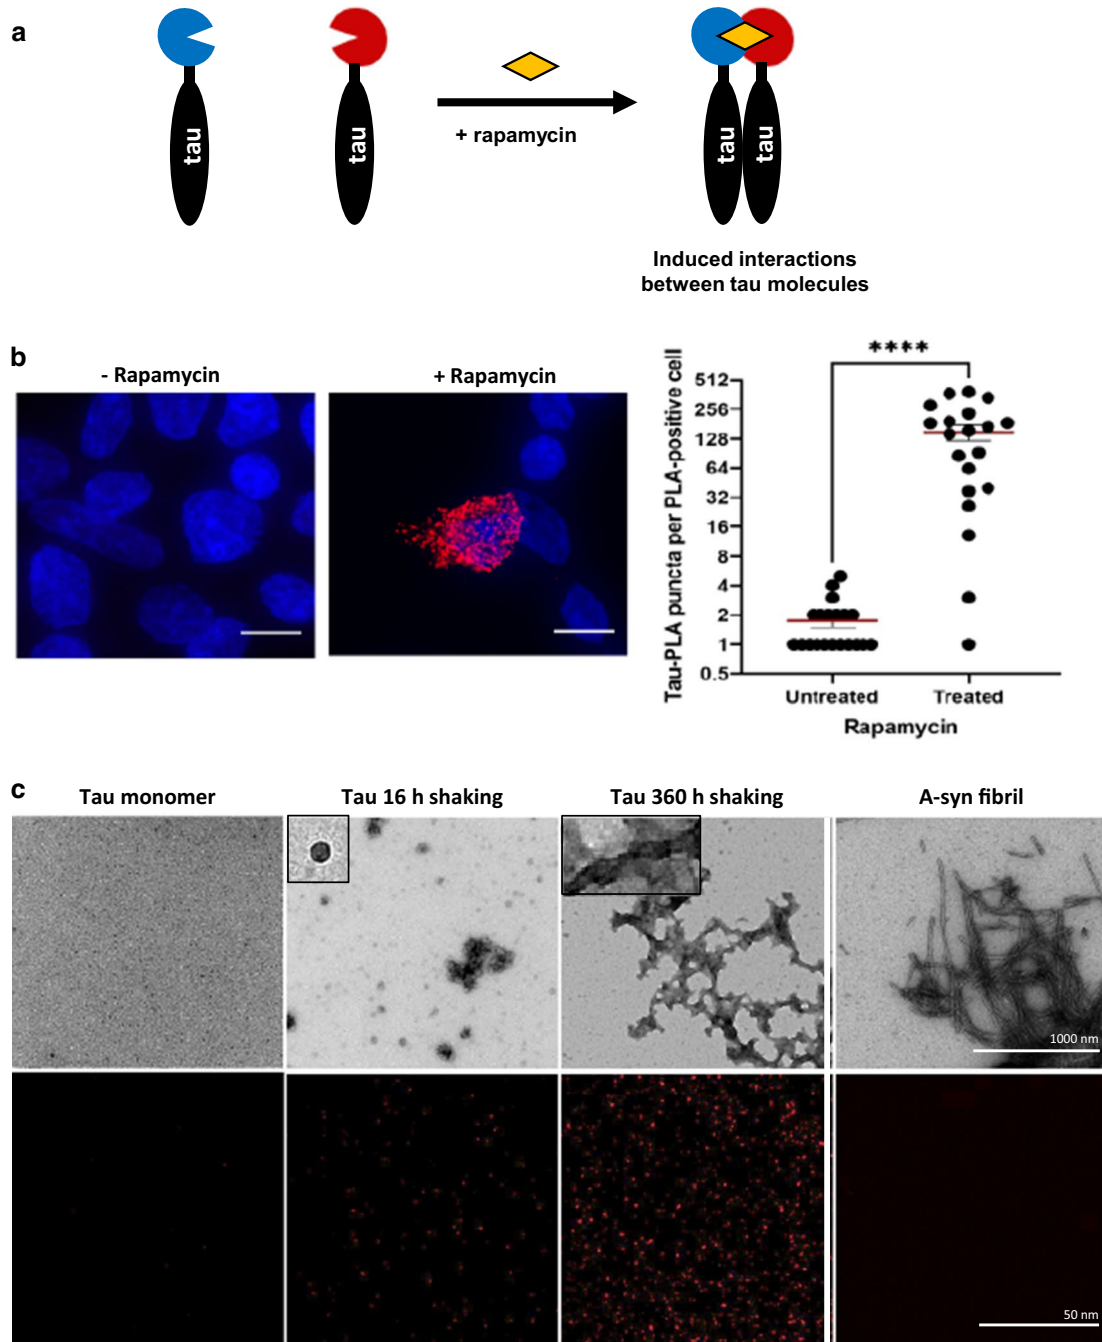 a
tau
tau
+ rapamycin
tau
tau
Induced interactions
between tau molecules
b
- Rapamycin
+ Rapamycin
Tau-PLA puncta per PLA-positive cell
****
512
256
128
64
32
16
8
4
2
1
0.5
Untreated
Treated
Rapamycin
c
Tau monomer
Tau 16 h shaking
Tau 360 h shaking
A-syn fibril
1000 nm
50 nm